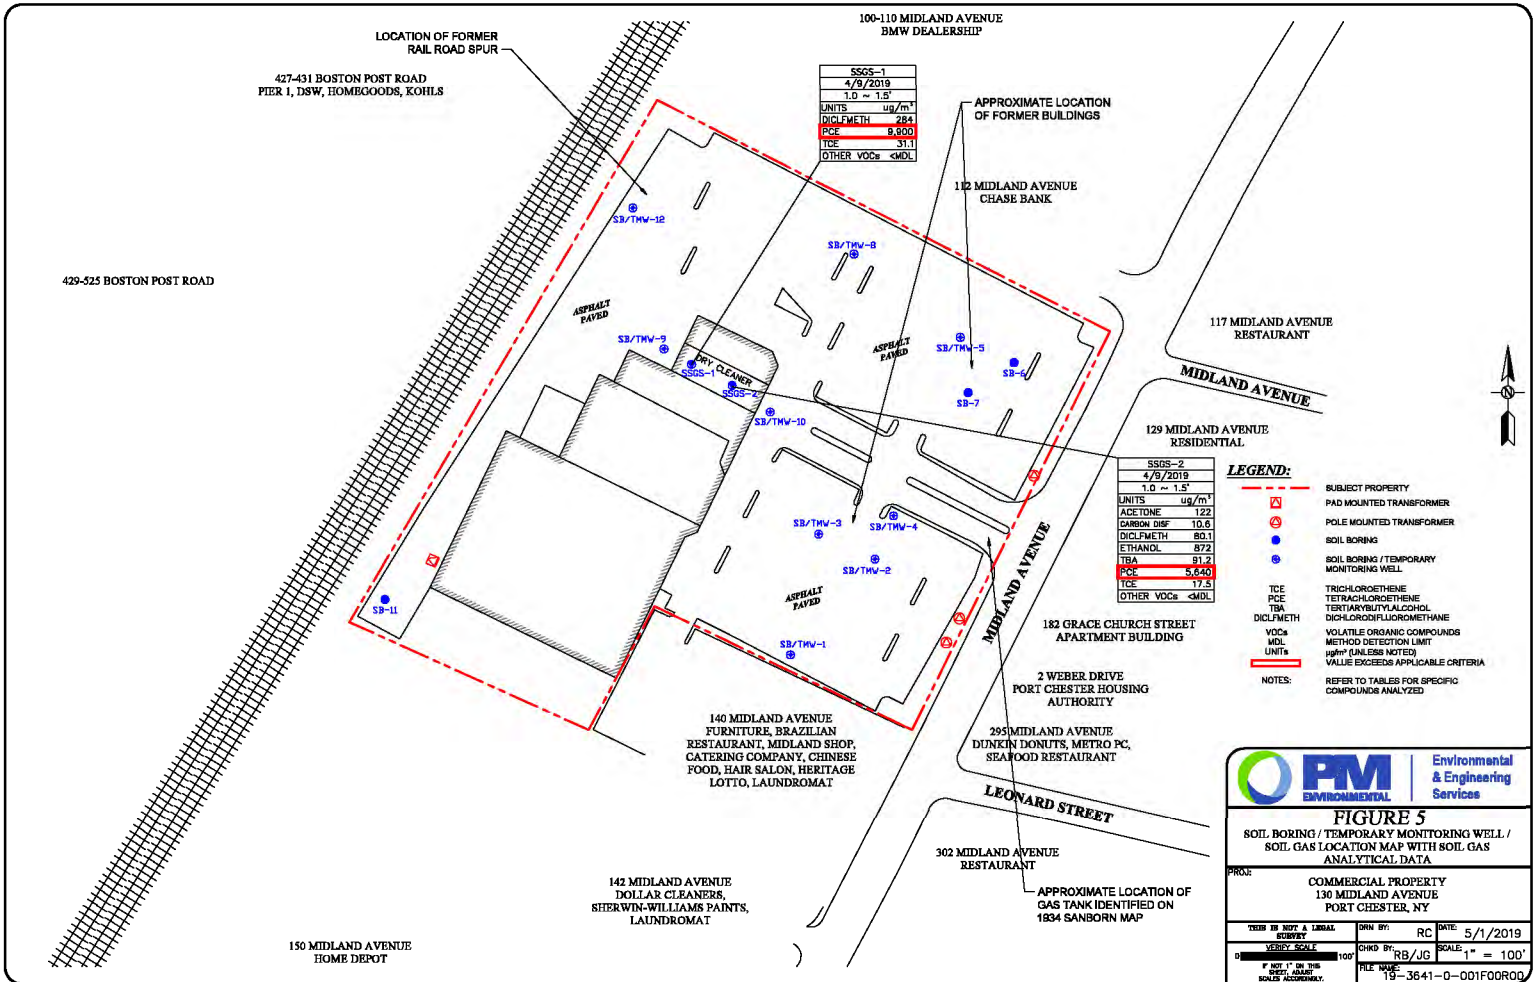 100-110 MIDLAND AVENUE
BMW DEALERSHIP
LOCATION OF FORMER
RAIL ROAD SPUR
427-431 BOSTON POST ROAD
PIER 1, DSW, HOMEGOODS, KOHLS
SSGS-1
4/9/2019
1.0 ~ 1.5'
UNITS ug/m³
DICLFMETH 284
PCE 9,900
TCE 31.1
OTHER VOCs <MDL
APPROXIMATE LOCATION
OF FORMER BUILDINGS
112 MIDLAND AVENUE
CHASE BANK
SB/TMW-12
SB/TMW-8
429-525 BOSTON POST ROAD
ASPHALT
PAVED
117 MIDLAND AVENUE
RESTAURANT
SB/TMW-9
SB/TMW-5
ASPHALT
PAVED
DRY CLEANER
SSGS-1
SB-6
MIDLAND AVENUE
N
SSGS-2
SB-7
SB/TMW-10
129 MIDLAND AVENUE
RESIDENTIAL
SSGS-2
4/9/2019
1.0 ~ 1.5'
UNITS ug/m³
ACETONE 122
CARBON DISF 10.6
DICLFMETH 80.1
ETHANOL 872
TBA 91.2
PCE 5,640
TCE 17.5
OTHER VOCs <MDL
LEGEND:
SUBJECT PROPERTY
PAD MOUNTED TRANSFORMER
POLE MOUNTED TRANSFORMER
SOIL BORING
SOIL BORING / TEMPORARY
MONITORING WELL
TCE TRICHLOROETHENE
PCE TETRACHLOROETHENE
TBA TERTIARYBUTYLALCOHOL
DICLFMETH DICHLORODIFLUOROMETHANE
VOCs VOLATILE ORGANIC COMPOUNDS
MDL METHOD DETECTION LIMIT
UNITs µg/m³ (UNLESS NOTED)
VALUE EXCEEDS APPLICABLE CRITERIA
NOTES: REFER TO TABLES FOR SPECIFIC
COMPOUNDS ANALYZED
SB/TMW-3
SB/TMW-4
SB/TMW-2
MIDLAND AVENUE
ASPHALT
PAVED
SB-11
SB/TMW-1
182 GRACE CHURCH STREET
APARTMENT BUILDING
2 WEBER DRIVE
PORT CHESTER HOUSING
AUTHORITY
140 MIDLAND AVENUE
FURNITURE, BRAZILIAN
RESTAURANT, MIDLAND SHOP,
CATERING COMPANY, CHINESE
FOOD, HAIR SALON, HERITAGE
LOTTO, LAUNDROMAT
295 MIDLAND AVENUE
DUNKIN DONUTS, METRO PC,
SEAFOOD RESTAURANT
LEONARD STREET
302 MIDLAND AVENUE
RESTAURANT
APPROXIMATE LOCATION OF
GAS TANK IDENTIFIED ON
1934 SANBORN MAP
142 MIDLAND AVENUE
DOLLAR CLEANERS,
SHERWIN-WILLIAMS PAINTS,
LAUNDROMAT
150 MIDLAND AVENUE
HOME DEPOT
PM
ENVIRONMENTAL
Environmental
& Engineering
Services
FIGURE 5
SOIL BORING / TEMPORARY MONITORING WELL /
SOIL GAS LOCATION MAP WITH SOIL GAS
ANALYTICAL DATA
PROJ:
COMMERCIAL PROPERTY
130 MIDLAND AVENUE
PORT CHESTER, NY
THIS IS NOT A LEGAL
SURVEY
DRN BY: RC
DATE: 5/1/2019
VERIFY SCALE
0 100'
IF NOT 1" ON THIS
SHEET, ADJUST
SCALES ACCORDINGLY.
CHKD BY: RB/JG
SCALE: 1" = 100'
FILE NAME:
19-3641-0-001F00R00